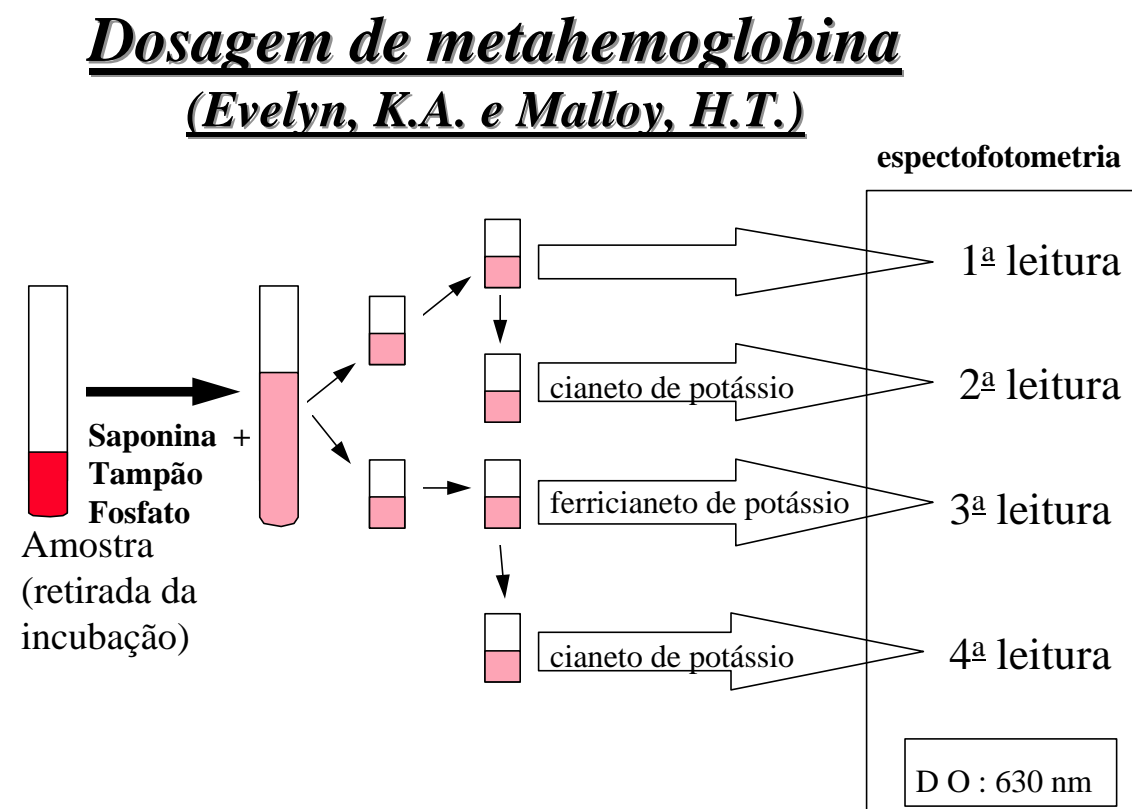 Dosagem de metahemoglobina
(Evelyn, K.A. e Malloy, H.T.)
espectofotometria
1ª leitura
cianeto de potássio
2ª leitura
Saponina +
Tampão
Fosfato
ferricianeto de potássio
3ª leitura
Amostra
(retirada da
incubação)
cianeto de potássio
4ª leitura
D O : 630 nm